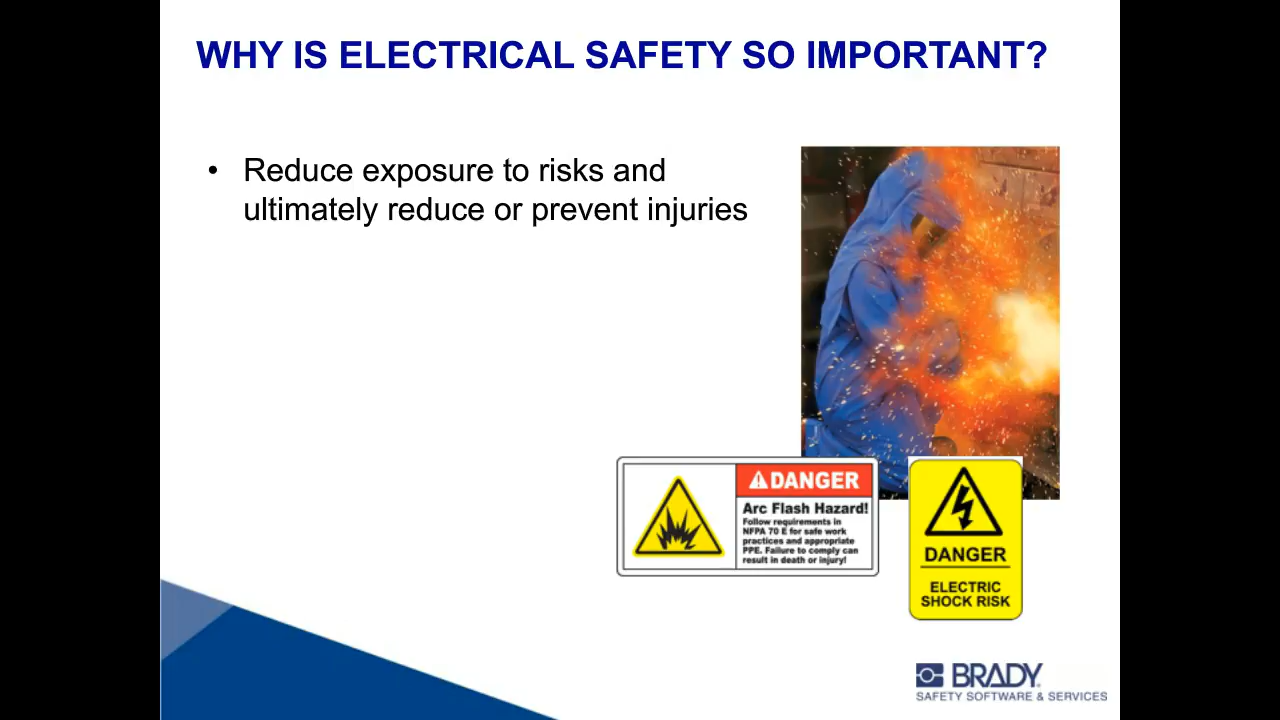 WHY IS ELECTRICAL SAFETY SO IMPORTANT?
• Reduce exposure to risks and
ultimately reduce or prevent injuries
DANGER
Arc Flash Hazard!
Follow requirements in
NFPA 70 E for safe work
practices and appropriate
PPE. Failure to comply can
result in death or injury!
DANGER
ELECTRIC
SHOCK RISK
BRADY
SAFETY SOFTWARE & SERVICES